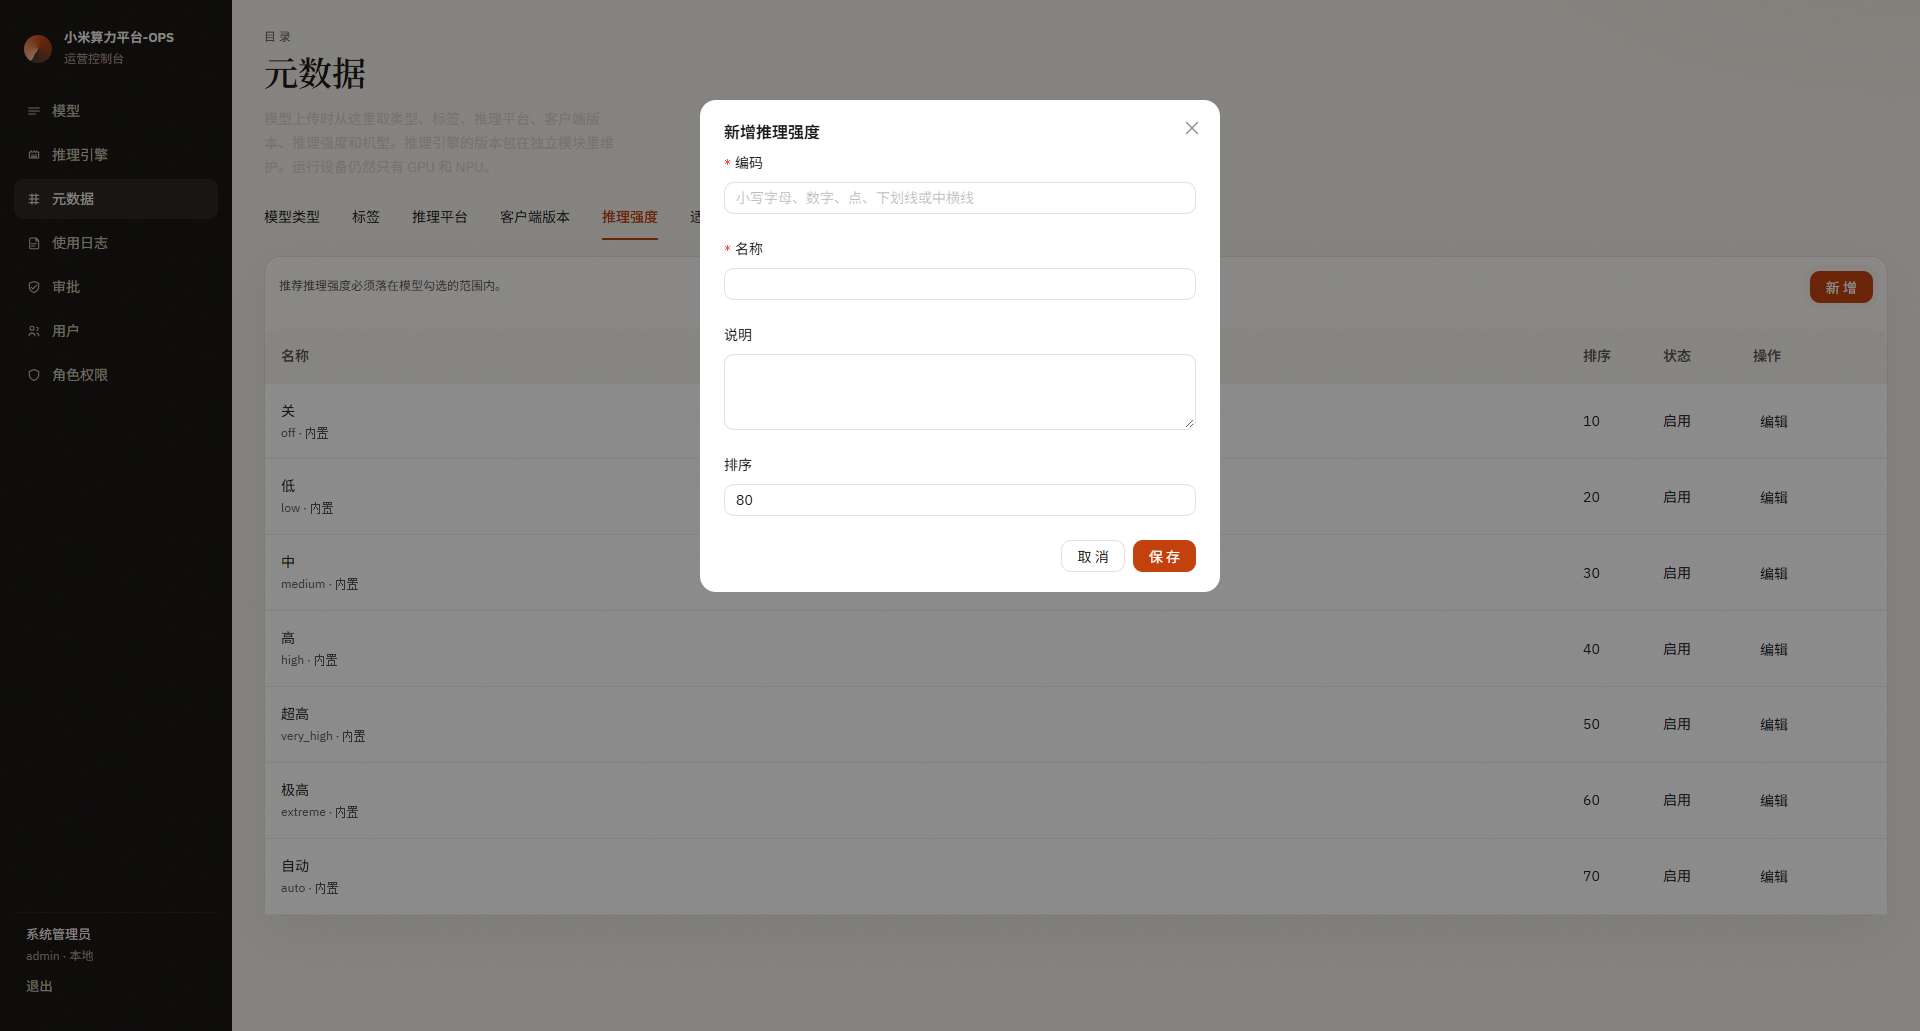 小米算力平台-OPS
运营控制台
模型
推理引擎
元数据
使用日志
审批
用户
角色权限
系统管理员
admin · 本地
退出
目录
元数据
模型上传时从这里取类型、标签、推理平台、客户端版
本、推理强度和机型。推理引擎的版本包在独立模块里维
护。运行设备仍然只有 GPU 和 NPU。
模型类型 标签 推理平台 客户端版本 推理强度 适
推荐推理强度必须落在模型勾选的范围内。
新 增
名称 排序 状态 操作
关
off · 内置
10 启用 编辑
低
low · 内置
20 启用 编辑
中
medium · 内置
30 启用 编辑
高
high · 内置
40 启用 编辑
超高
very_high · 内置
50 启用 编辑
极高
extreme · 内置
60 启用 编辑
自动
auto · 内置
70 启用 编辑
新增推理强度
* 编码
小写字母、数字、点、下划线或中横线
* 名称
说明
排序
80
取 消 保 存